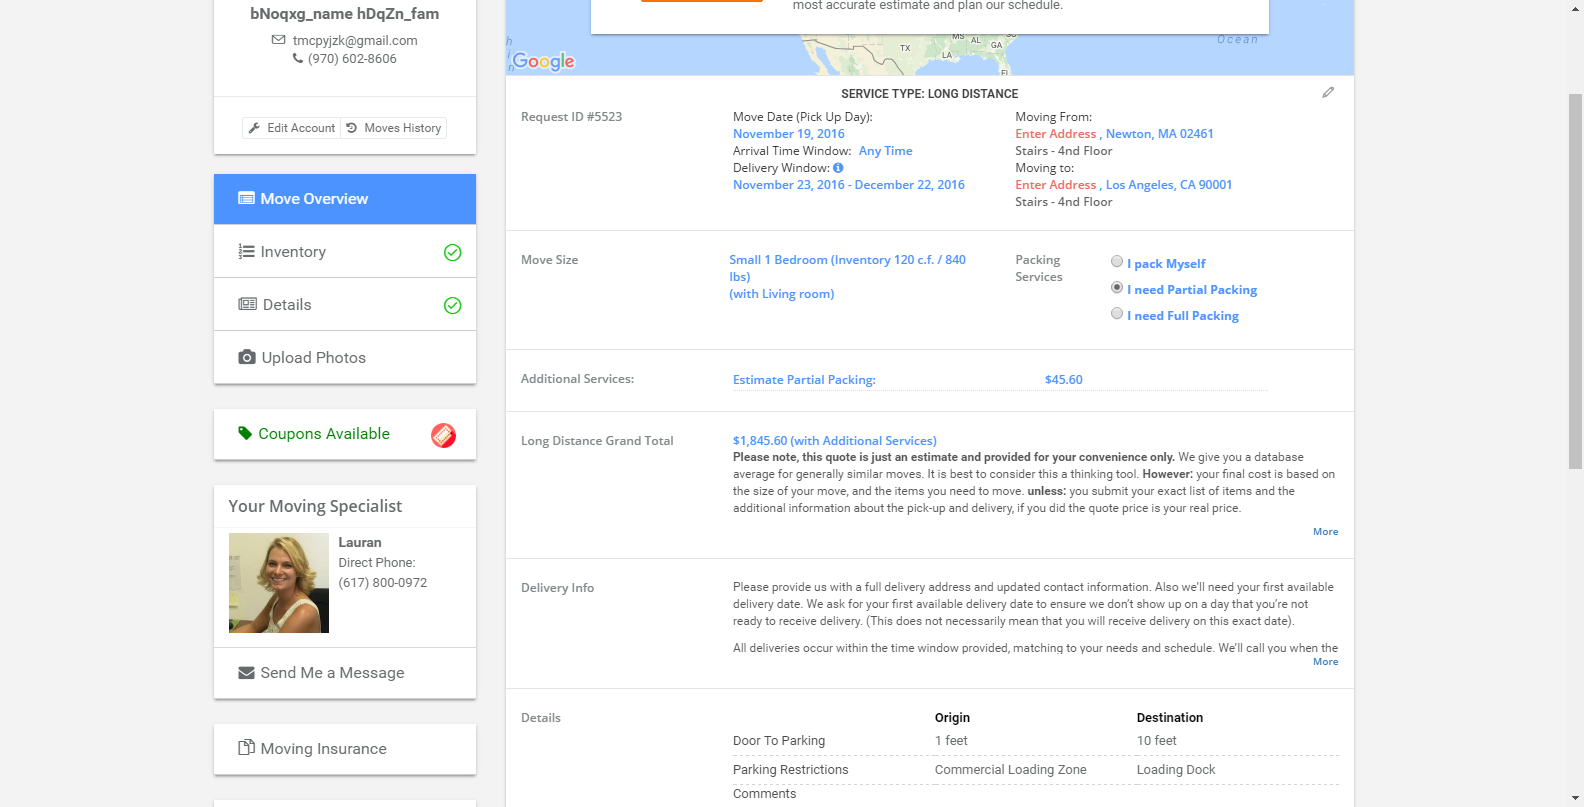 bNoqxg_name hDqZn_fam
tmcpyjzk@gmail.com
(970) 602-8606
Edit Account
Moves History
Move Overview
Inventory
Details
Upload Photos
Coupons Available
Your Moving Specialist
Lauran
Direct Phone:
(617) 800-0972
Send Me a Message
Moving Insurance
most accurate estimate and plan our schedule.
TX
MS
AL
GA
LA
FL
Ocean
Google
SERVICE TYPE: LONG DISTANCE
Request ID #5523
Move Date (Pick Up Day):
November 19, 2016
Arrival Time Window: Any Time
Delivery Window:
November 23, 2016 - December 22, 2016
Moving From:
Enter Address , Newton, MA 02461
Stairs - 4nd Floor
Moving to:
Enter Address , Los Angeles, CA 90001
Stairs - 4nd Floor
Move Size
Small 1 Bedroom (Inventory 120 c.f. / 840
lbs)
(with Living room)
Packing
Services
I pack Myself
I need Partial Packing
I need Full Packing
Additional Services:
Estimate Partial Packing:
$45.60
Long Distance Grand Total
$1,845.60 (with Additional Services)
Please note, this quote is just an estimate and provided for your convenience only. We give you a database
average for generally similar moves. It is best to consider this a thinking tool. However: your final cost is based on
the size of your move, and the items you need to move. unless: you submit your exact list of items and the
additional information about the pick-up and delivery, if you did the quote price is your real price.
More
Delivery Info
Please provide us with a full delivery address and updated contact information. Also we'll need your first available
delivery date. We ask for your first available delivery date to ensure we don't show up on a day that you're not
ready to receive delivery. (This does not necessarily mean that you will receive delivery on this exact date).
All deliveries occur within the time window provided, matching to your needs and schedule. We'll call you when the
More
Details
Origin
Destination
Door To Parking
1 feet
10 feet
Parking Restrictions
Commercial Loading Zone
Loading Dock
Comments